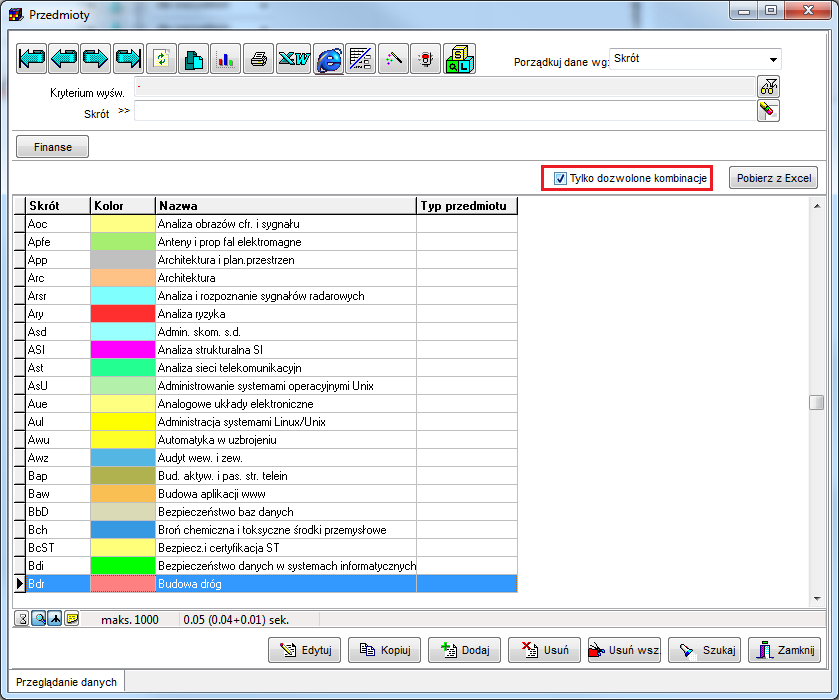 Przedmioty
Porządkuj dane wg: Skrót
Kryterium wyśw.
Skrót >>
Finanse
Tylko dozwolone kombinacje Pobierz z Excel
Skrót Kolor Nazwa Typ przedmiotu
Aoc Analiza obrazów cfr. i sygnału
Apfe Anteny i prop fal elektromagne
App Architektura i plan.przestrzen
Arc Architektura
Arsr Analiza i rozpoznanie sygnałów radarowych
Ary Analiza ryzyka
Asd Admin. skom. s.d.
ASI Analiza strukturalna SI
Ast Analiza sieci telekomunikacyjn
AsU Administrowanie systemami operacyjnymi Unix
Aue Analogowe układy elektroniczne
Aul Administracja systemami Linux/Unix
Awu Automatyka w uzbrojeniu
Awz Audyt wew. i zew.
Bap Bud. aktyw. i pas. str. telein
Baw Budowa aplikacji www
BbD Bezpieczeństwo baz danych
Bch Broń chemiczna i toksyczne środki przemysłowe
BcST Bezpiecz.i certyfikacja ST
Bdi Bezpieczeństwo danych w systemach informatycznych
Bdr Budowa dróg
maks. 1000 0.05 (0.04+0.01) sek.
Edytuj Kopiuj Dodaj Usuń Usuń wsz. Szukaj Zamknij
Przeglądanie danych